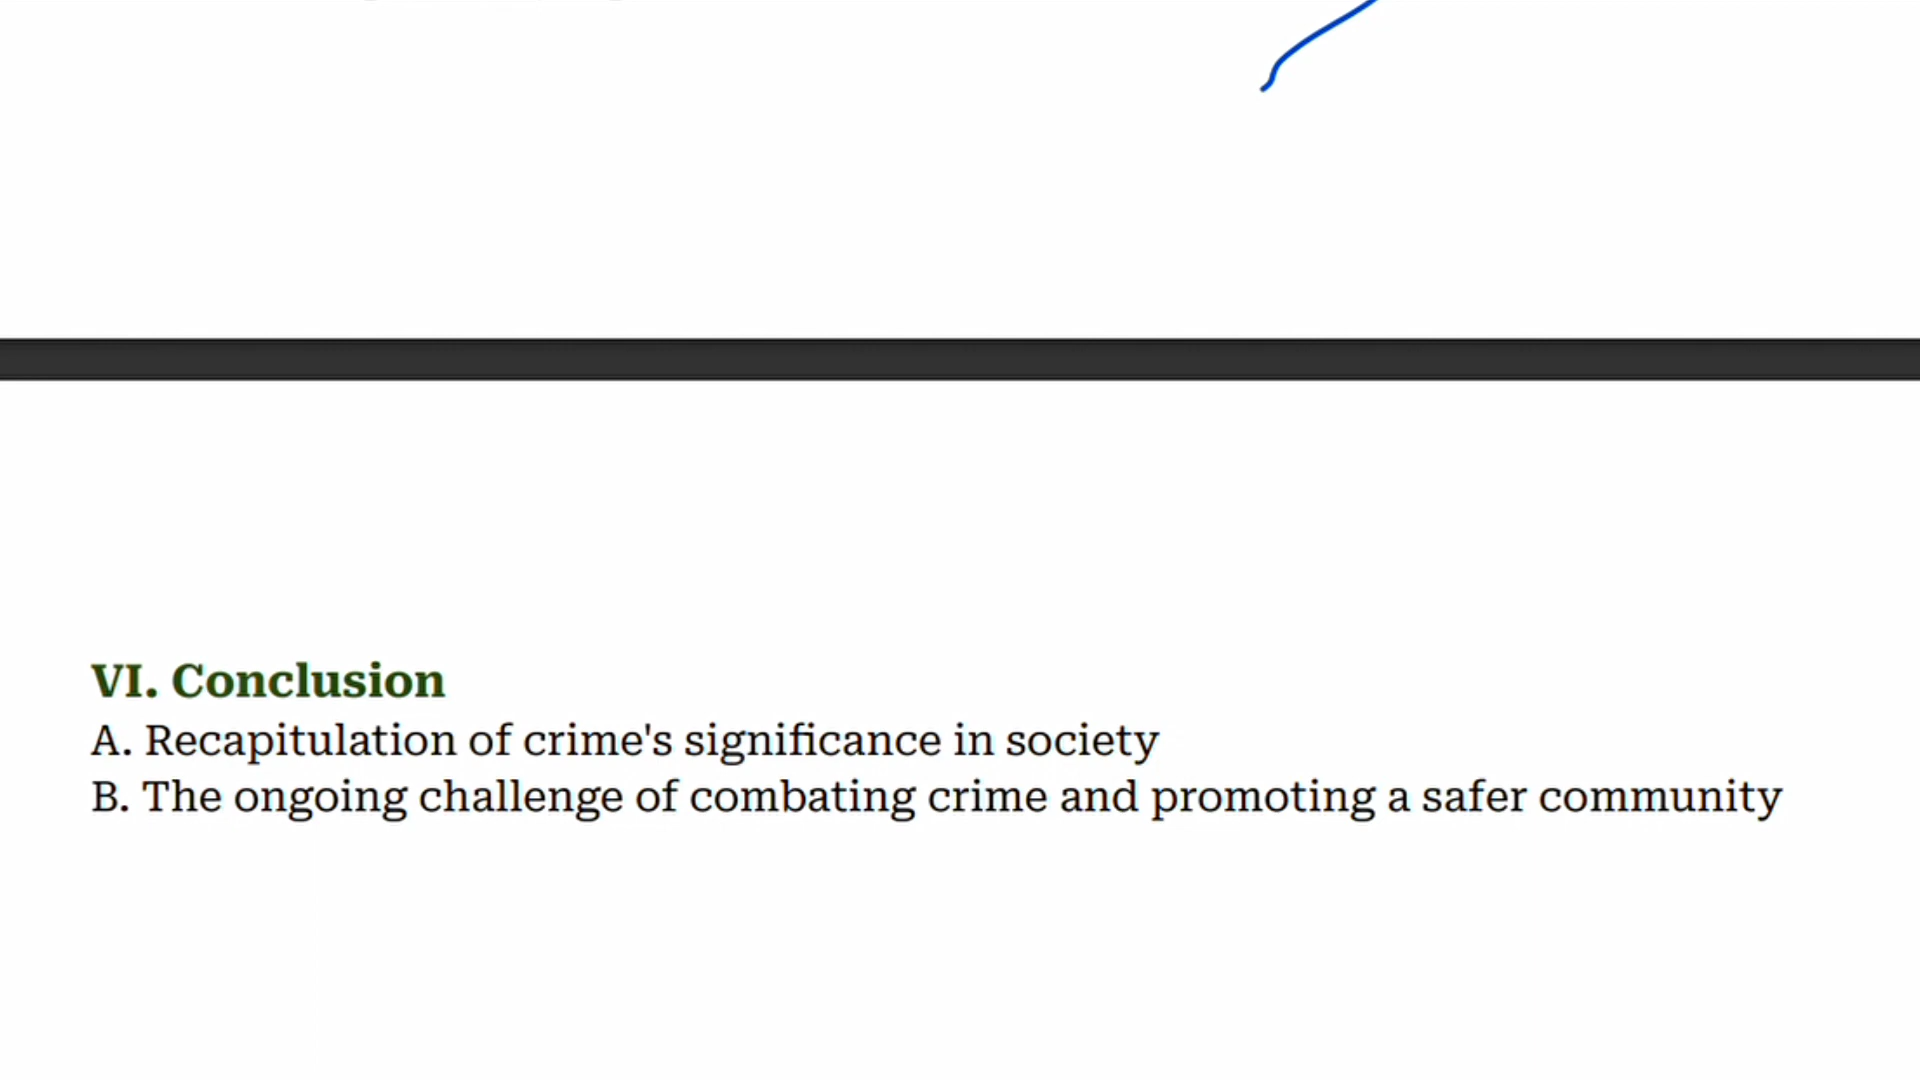 VI. Conclusion
A. Recapitulation of crime's significance in society
B. The ongoing challenge of combating crime and promoting a safer community